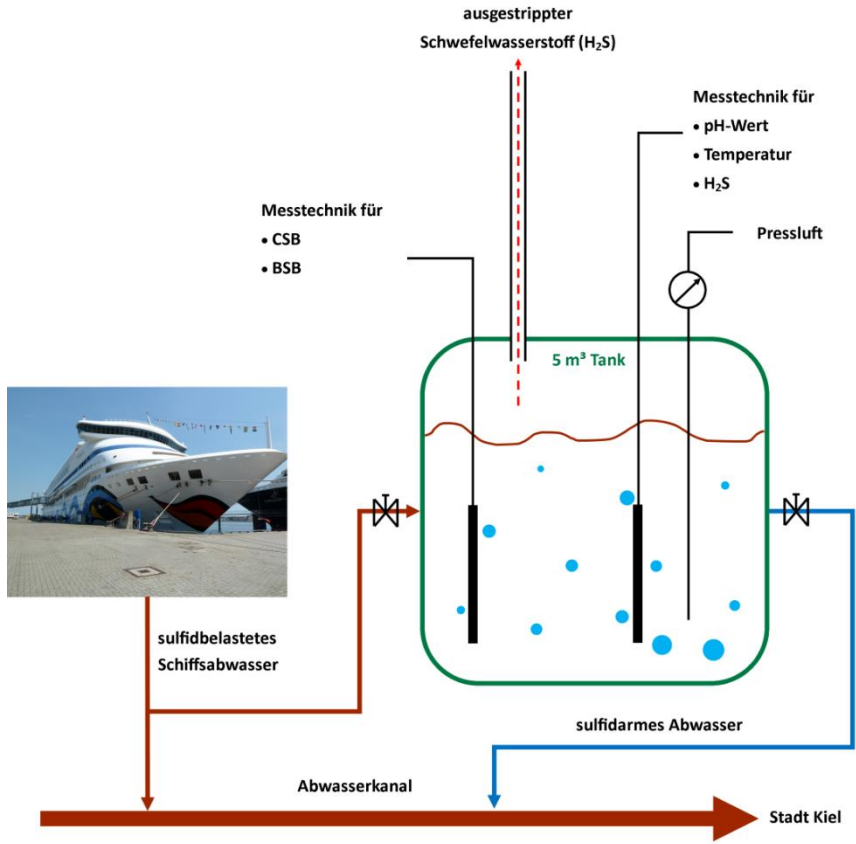 ausgestrippter
Schwefelwasserstoff (H₂S)
Messtechnik für
• pH-Wert
• Temperatur
• H₂S
Messtechnik für
• CSB
• BSB
Pressluft
5 m³ Tank
sulfidbelastetes
Schiffsabwasser
sulfidarmes Abwasser
Abwasserkanal
Stadt Kiel